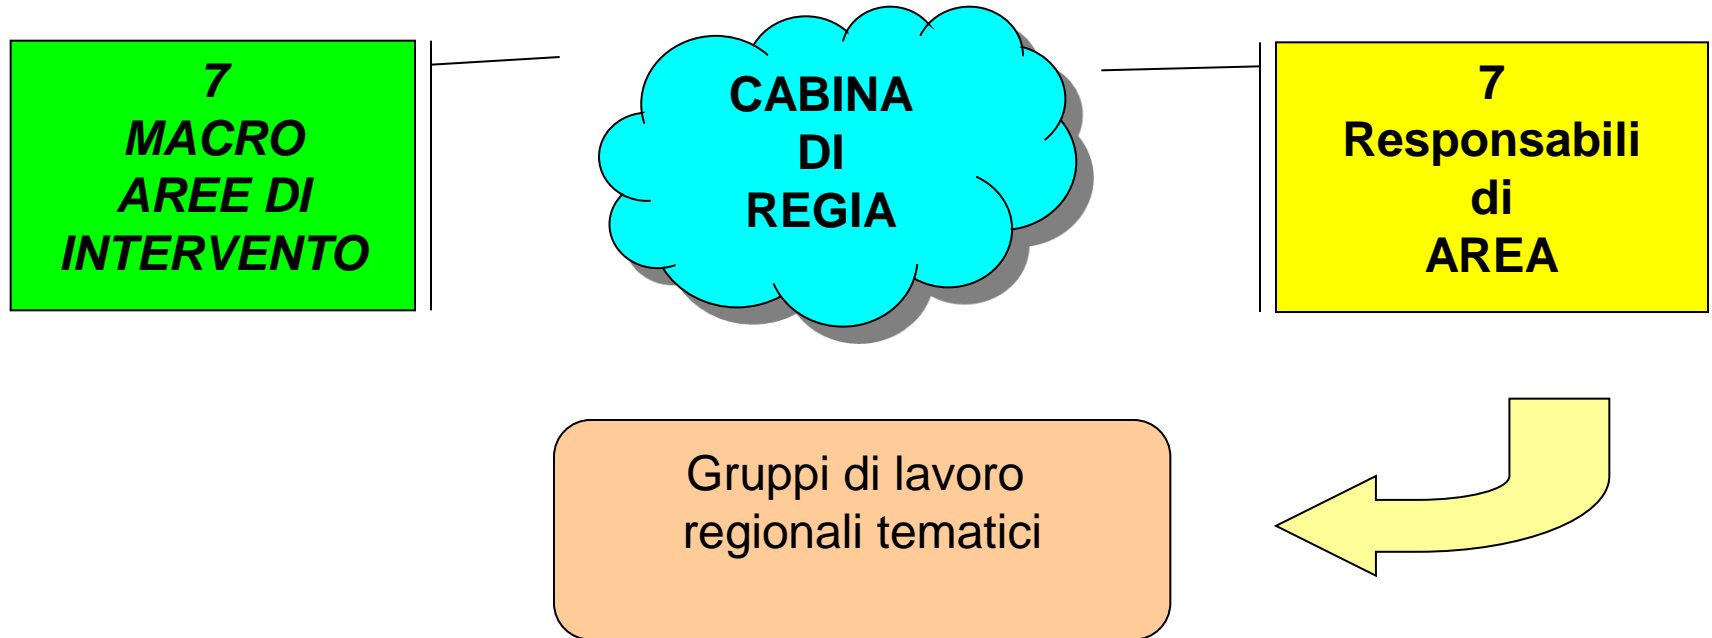 7
MACRO
AREE DI
INTERVENTO
CABINA
DI
REGIA
7
Responsabili
di
AREA
Gruppi di lavoro
regionali tematici